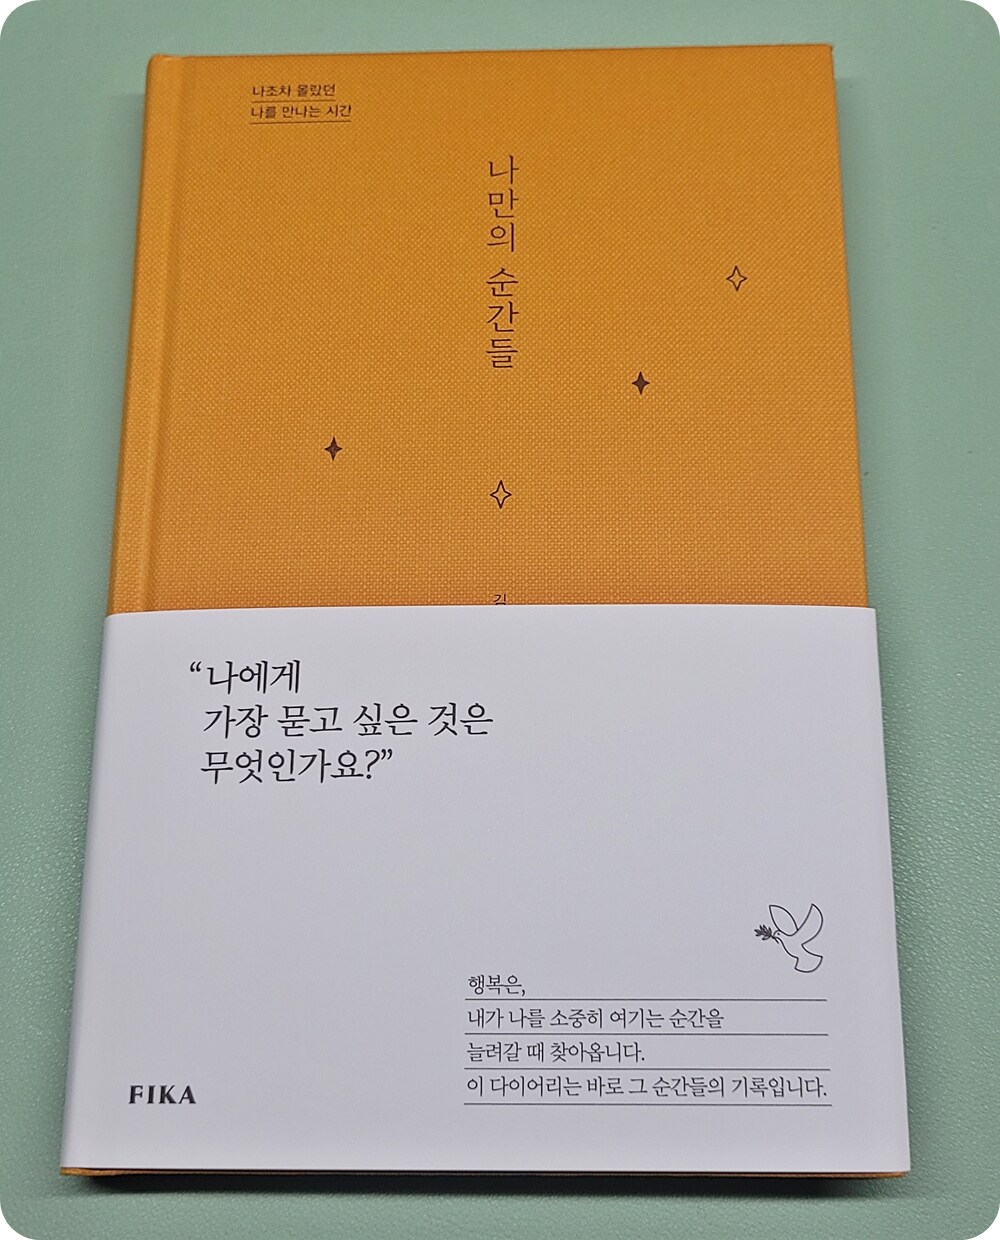 나조차 몰랐던
나를 만나는 시간
나만의 순간들
“나에게
가장 묻고 싶은 것은
무엇인가요?”
행복은,
내가 나를 소중히 여기는 순간을
늘려갈 때 찾아옵니다.
이 다이어리는 바로 그 순간들의 기록입니다.
FIKA